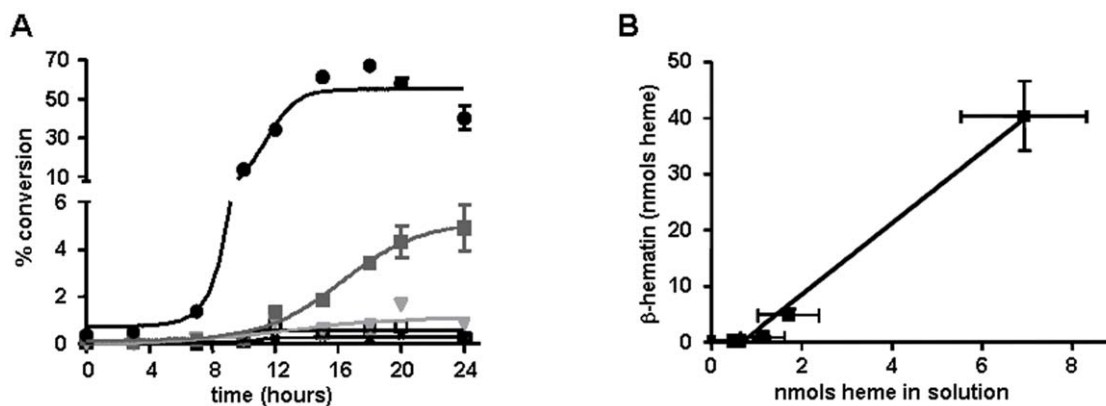 A
% conversion
70
50
30
10
6
4
2
0
0 4 8 12 16 20 24
time (hours)
B
β-hematin (nmols heme)
50
40
30
20
10
0
0 2 4 6 8
nmols heme in solution